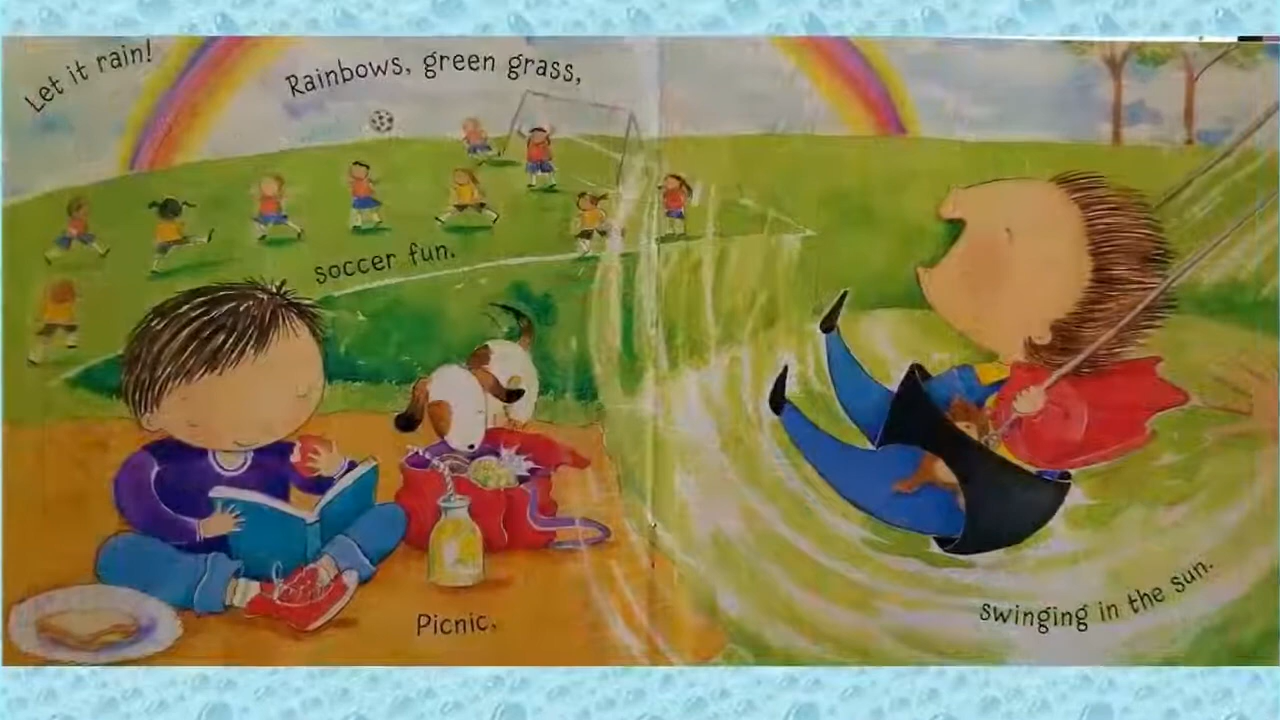 Let it rain!
Rainbows, green grass,
soccer fun.
Picnic.
Swinging in the sun.